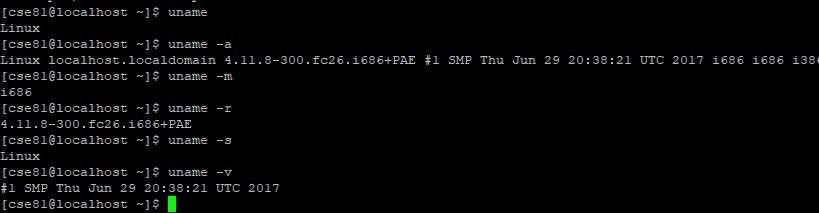 [cse81@localhost ~]$ uname
Linux
[cse81@localhost ~]$ uname -a
Linux localhost.localdomain 4.11.8-300.fc26.i686+PAE #1 SMP Thu Jun 29 20:38:21 UTC 2017 i686 i686 i38
[cse81@localhost ~]$ uname -m
i686
[cse81@localhost ~]$ uname -r
4.11.8-300.fc26.i686+PAE
[cse81@localhost ~]$ uname -s
Linux
[cse81@localhost ~]$ uname -v
#1 SMP Thu Jun 29 20:38:21 UTC 2017
[cse81@localhost ~]$